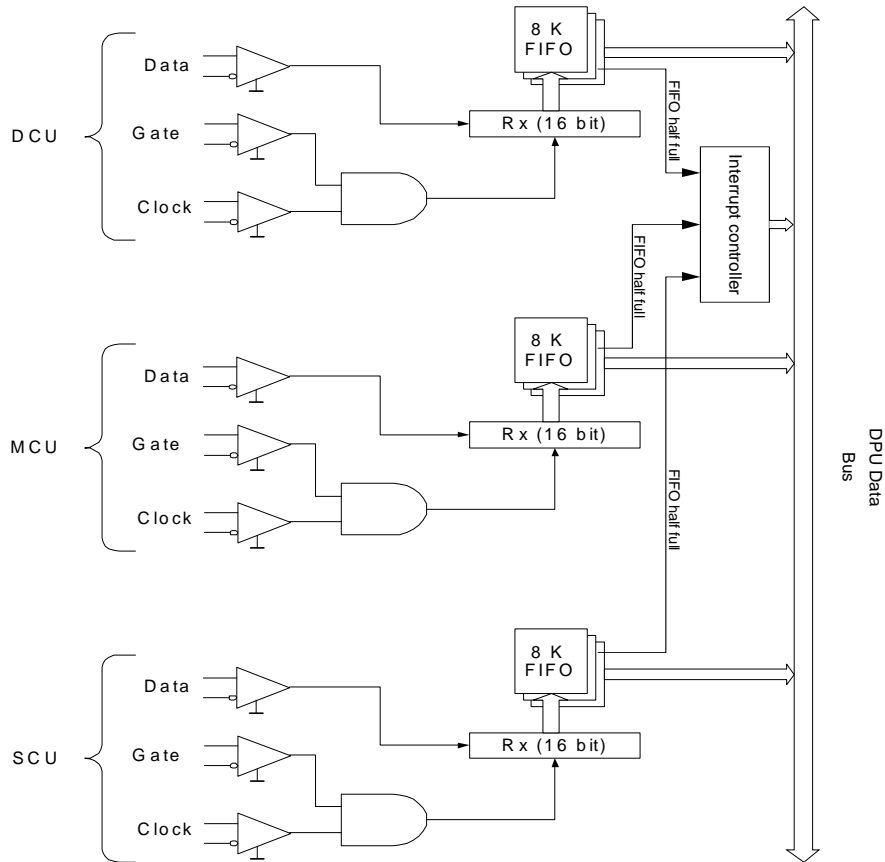 8 K
FIFO
Data
Rx (16 bit)
FIFO half full
DCU
Gate
Interrupt controller
Clock
FIFO half full
8 K
FIFO
Data
Rx (16 bit)
MCU
Gate
DPU Data
Bus
Clock
FIFO half full
8 K
FIFO
Data
Rx (16 bit)
SCU
Gate
Clock